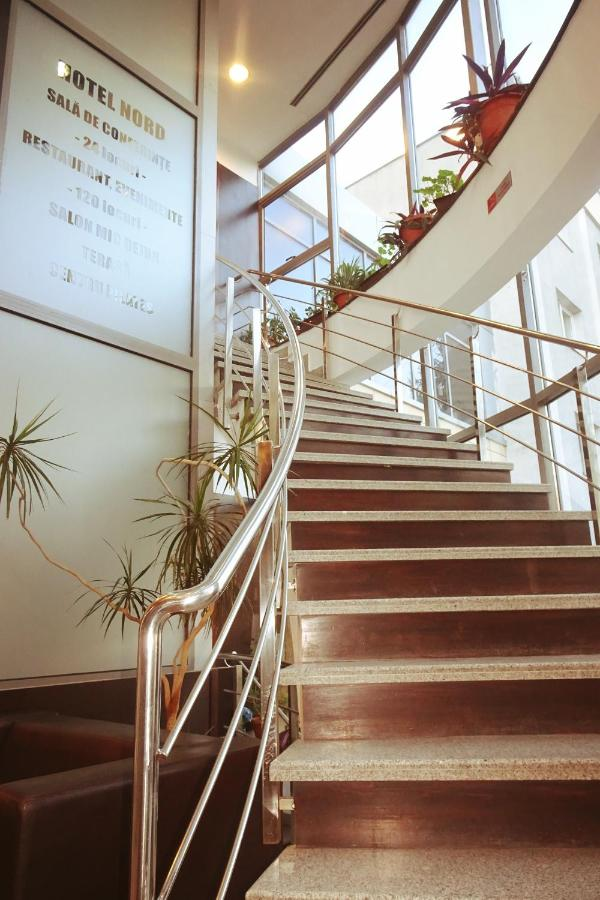 HOTEL NORD
SALĂ DE CONFERINȚE
- 24 locuri -
RESTAURANT, EVENIMENTE
- 120 locuri -
SALON MIC DEJUN
TERASĂ